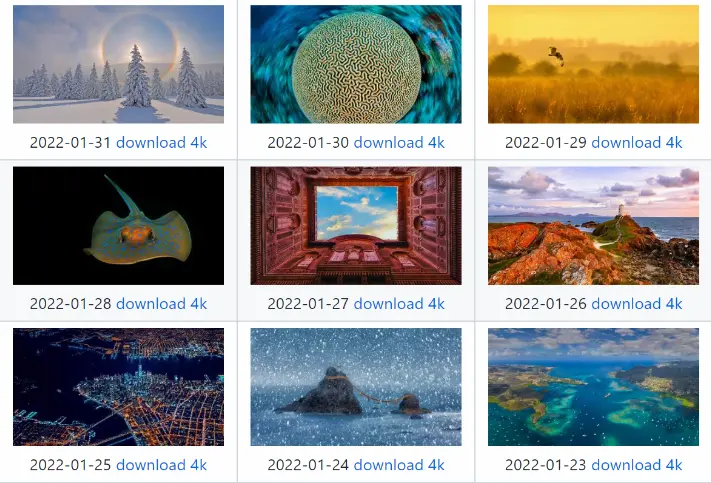 2022-01-31 download 4k
2022-01-30 download 4k
2022-01-29 download 4k
2022-01-28 download 4k
2022-01-27 download 4k
2022-01-26 download 4k
2022-01-25 download 4k
2022-01-24 download 4k
2022-01-23 download 4k